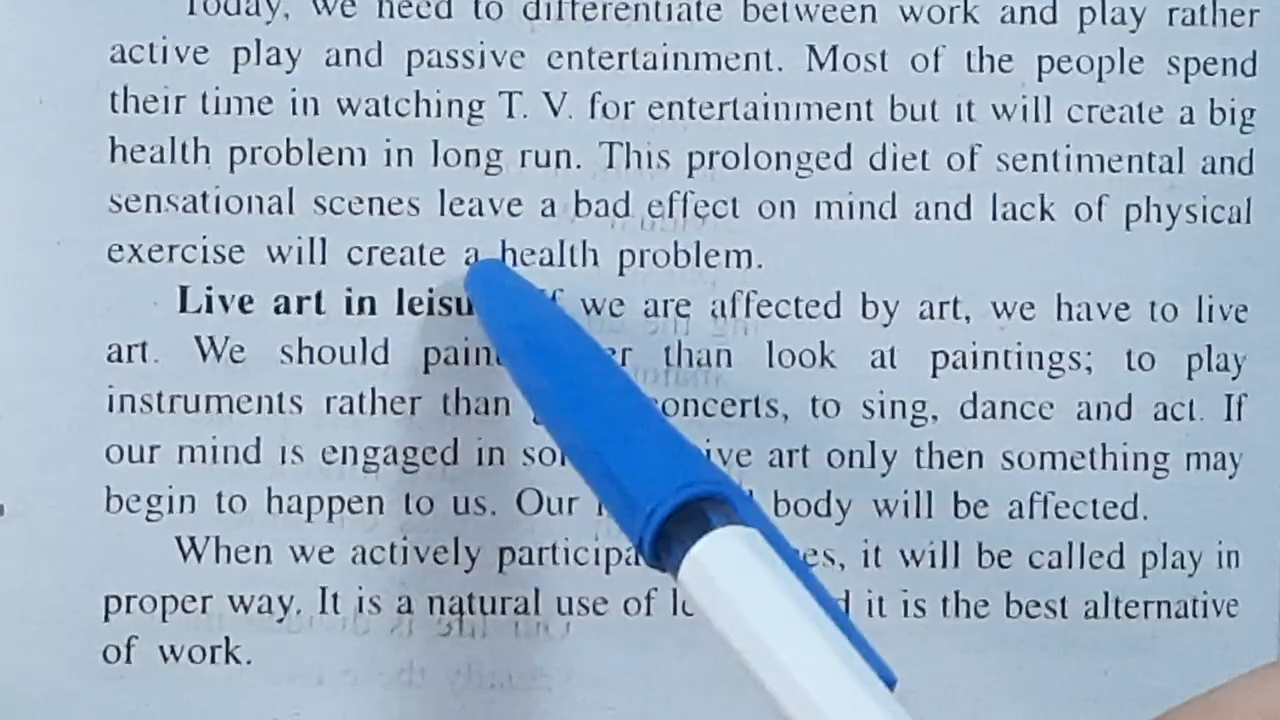 Today, we need to differentiate between work and play rather
active play and passive entertainment. Most of the people spend
their time in watching T. V. for entertainment but it will create a big
health problem in long run. This prolonged diet of sentimental and
sensational scenes leave a bad effect on mind and lack of physical
exercise will create a health problem.
Live art in we are affected by art, we have to live
art. We should than look at paintings; to play
instruments rather than concerts, to sing, dance and act. If
our mind is engaged in art only then something may
begin to happen to us. Our body will be affected.
When we actively it will be called play in
proper way. It is a natural use of it is the best alternative
of work.